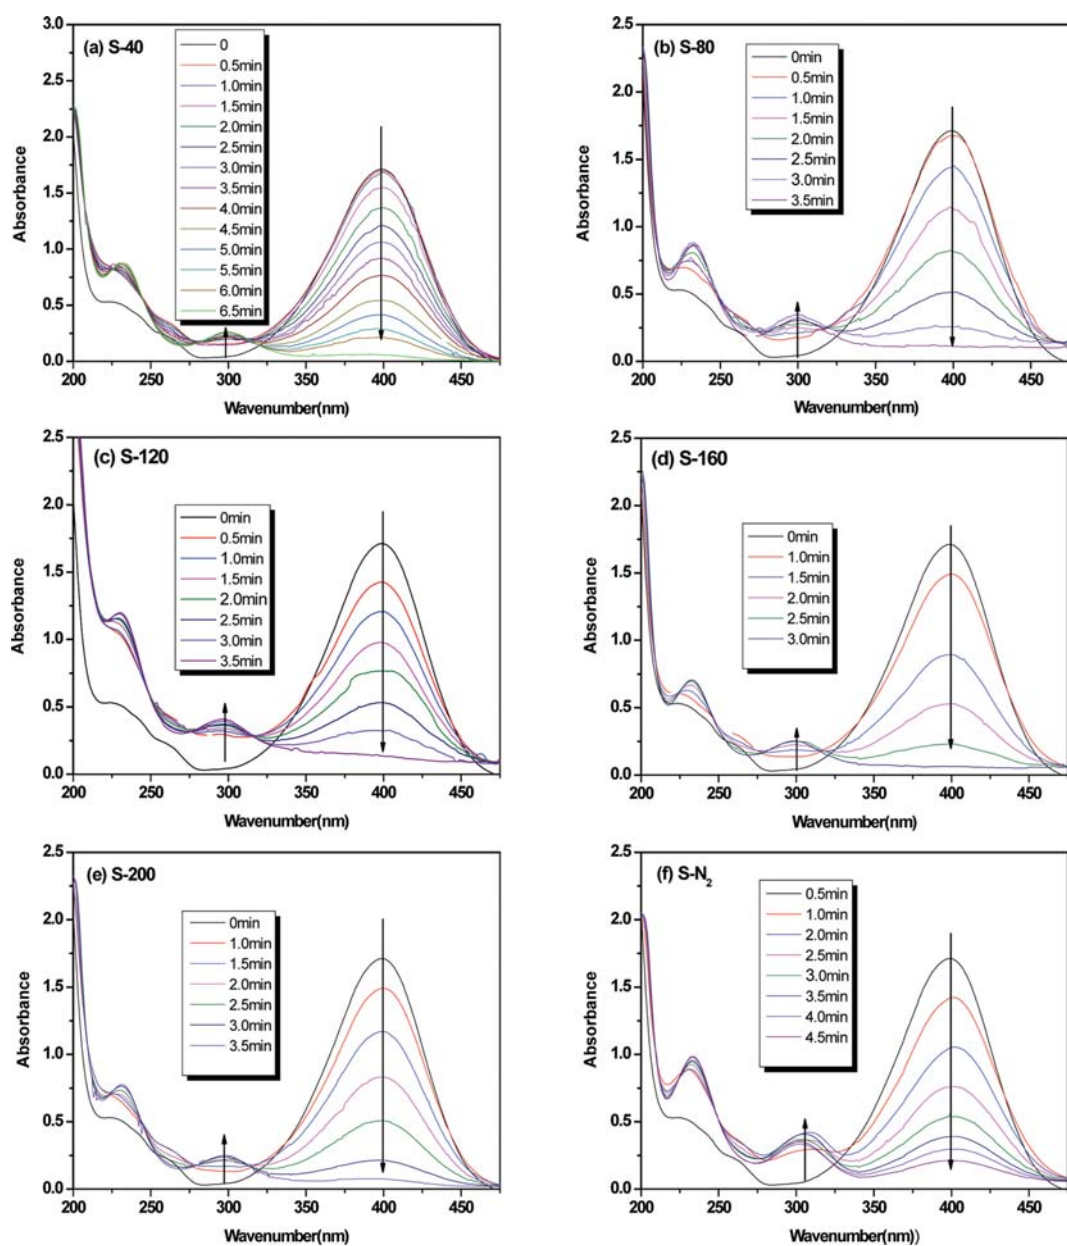 (a) S-40
0
0.5min
1.0min
1.5min
2.0min
2.5min
3.0min
3.5min
4.0min
4.5min
5.0min
5.5min
6.0min
6.5min
3.0
2.5
2.0
1.5
1.0
0.5
0.0
Absorbance
200 250 300 350 400 450
Wavenumber(nm)
(b) S-80
0min
0.5min
1.0min
1.5min
2.0min
2.5min
3.0min
3.5min
2.5
2.0
1.5
1.0
0.5
0.0
Absorbance
200 250 300 350 400 450
Wavenumber(nm)
(c) S-120
0min
0.5min
1.0min
1.5min
2.0min
2.5min
3.0min
3.5min
2.5
2.0
1.5
1.0
0.5
0.0
Absorbance
200 250 300 350 400 450
Wavenumber(nm)
(d) S-160
0min
1.0min
1.5min
2.0min
2.5min
3.0min
2.5
2.0
1.5
1.0
0.5
0.0
Absorbance
200 250 300 350 400 450
Wavenumber(nm)
(e) S-200
0min
1.0min
1.5min
2.0min
2.5min
3.0min
3.5min
2.5
2.0
1.5
1.0
0.5
0.0
Absorbance
200 250 300 350 400 450
Wavenumber(nm)
(f) S-N₂
0.5min
1.0min
2.0min
2.5min
3.0min
3.5min
4.0min
4.5min
2.5
2.0
1.5
1.0
0.5
0.0
Absorbance
200 250 300 350 400 450
Wavenumber(nm))